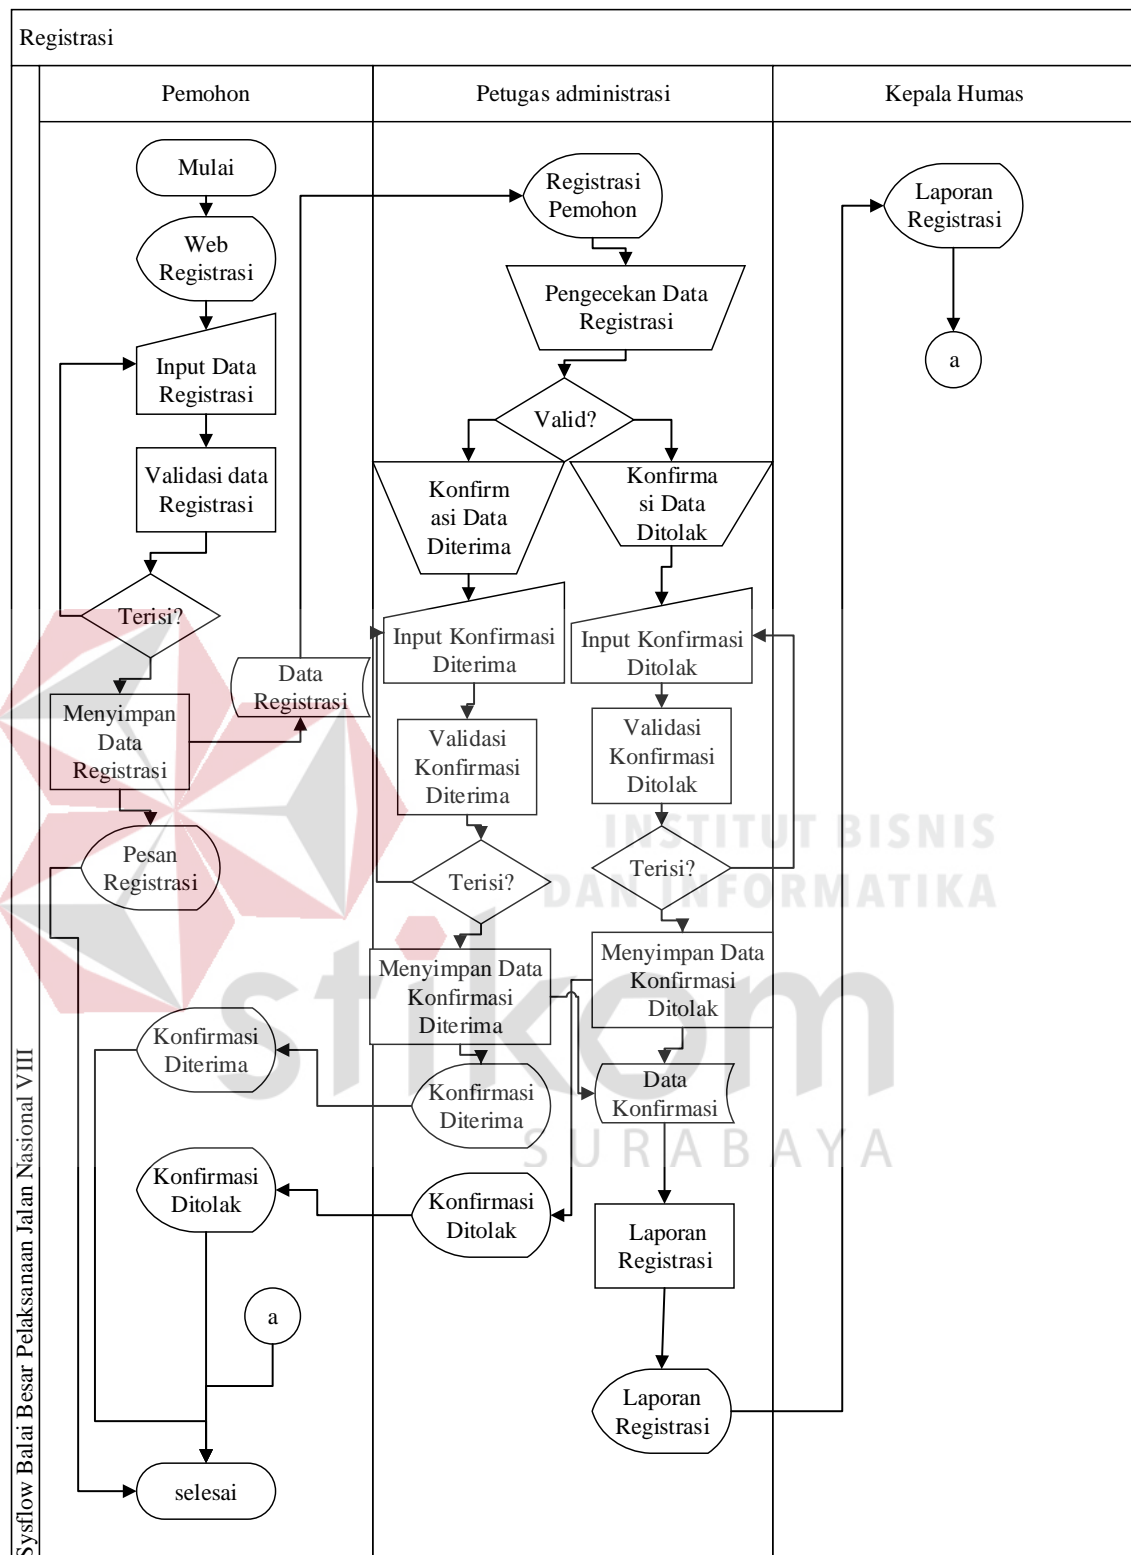 Registrasi
Sysflow Balai Besar Pelaksanaan Jalan Nasional VIII
Pemohon
Petugas administrasi
Kepala Humas
Mulai
Web
Registrasi
Input Data
Registrasi
Validasi data
Registrasi
Terisi?
Menyimpan
Data
Registrasi
Data
Registrasi
Pesan
Registrasi
Konfirmasi
Diterima
Konfirmasi
Ditolak
a
selesai
Registrasi
Pemohon
Pengecekan Data
Registrasi
Valid?
Konfirm
asi Data
Diterima
Konfirma
si Data
Ditolak
Input Konfirmasi
Diterima
Input Konfirmasi
Ditolak
Validasi
Konfirmasi
Diterima
Validasi
Konfirmasi
Ditolak
Terisi?
Terisi?
Menyimpan Data
Konfirmasi
Diterima
Menyimpan Data
Konfirmasi
Ditolak
Konfirmasi
Diterima
Data
Konfirmasi
Konfirmasi
Ditolak
Laporan
Registrasi
Laporan
Registrasi
Laporan
Registrasi
a
INSTITUT BISNIS
DAN INFORMATIKA
stikom
SURABAYA